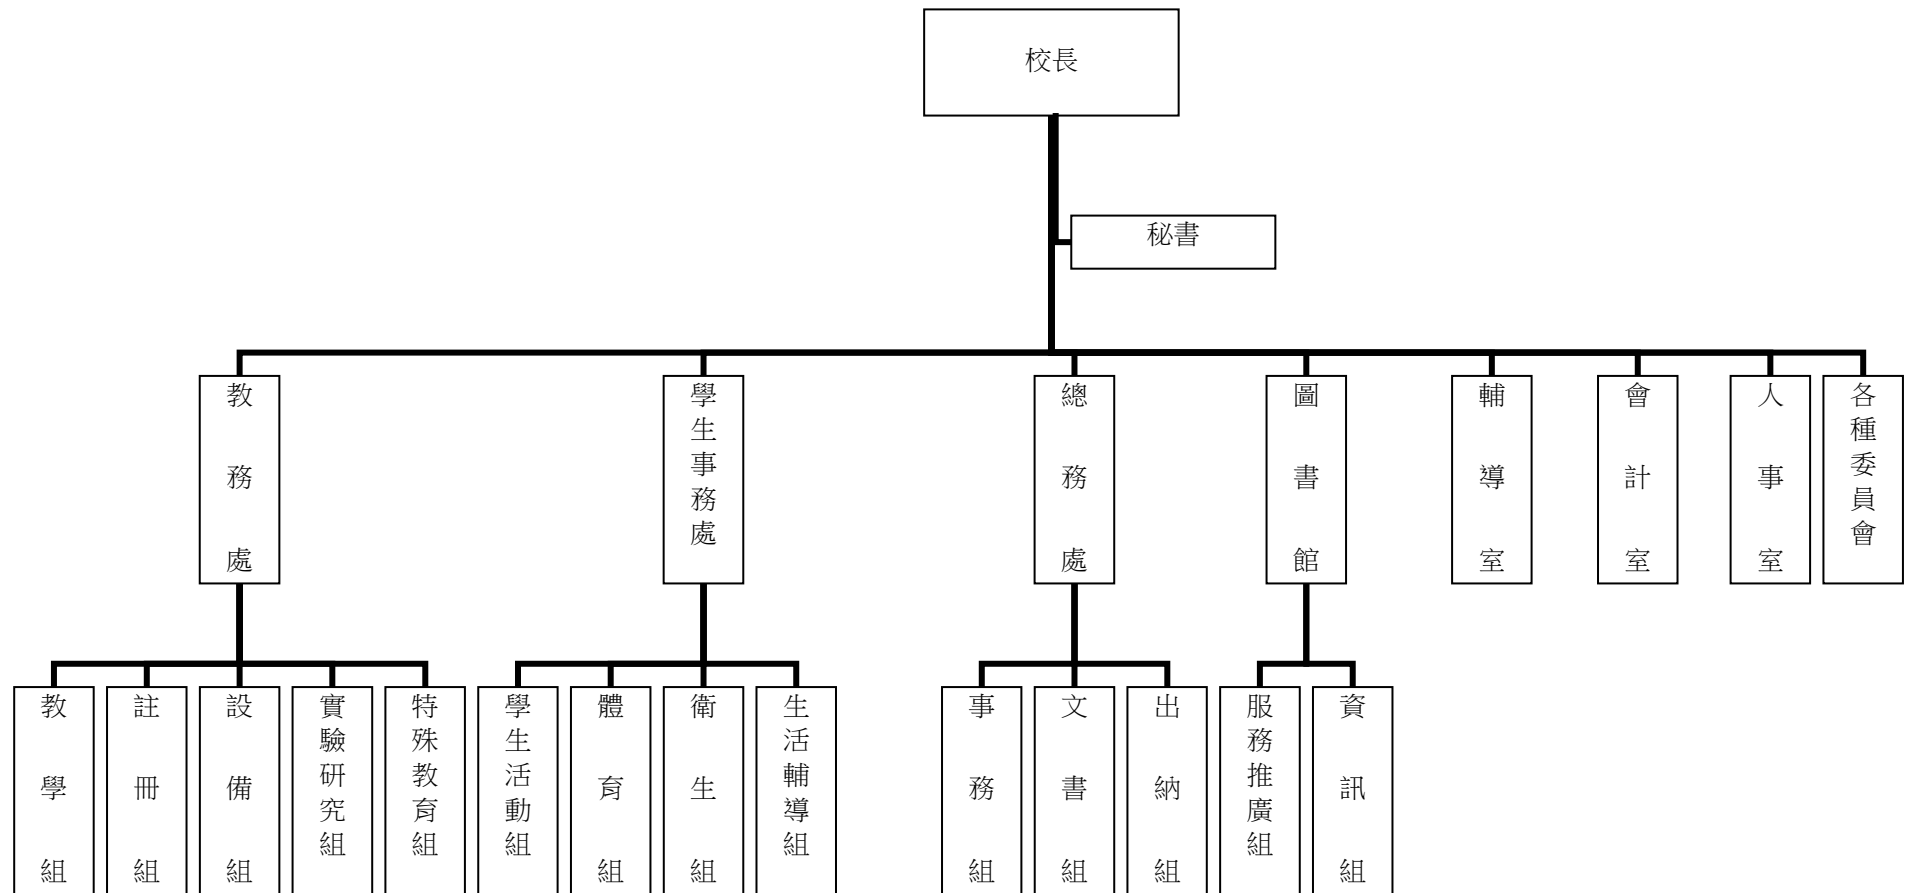 校長
秘書
教務處
學生事務處
總務處
圖書館
輔導室
會計室
人事室
各種委員會
教學組
註冊組
設備組
實驗研究組
特殊教育組
學生活動組
體育組
衛生組
生活輔導組
事務組
文書組
出納組
服務推廣組
資訊組